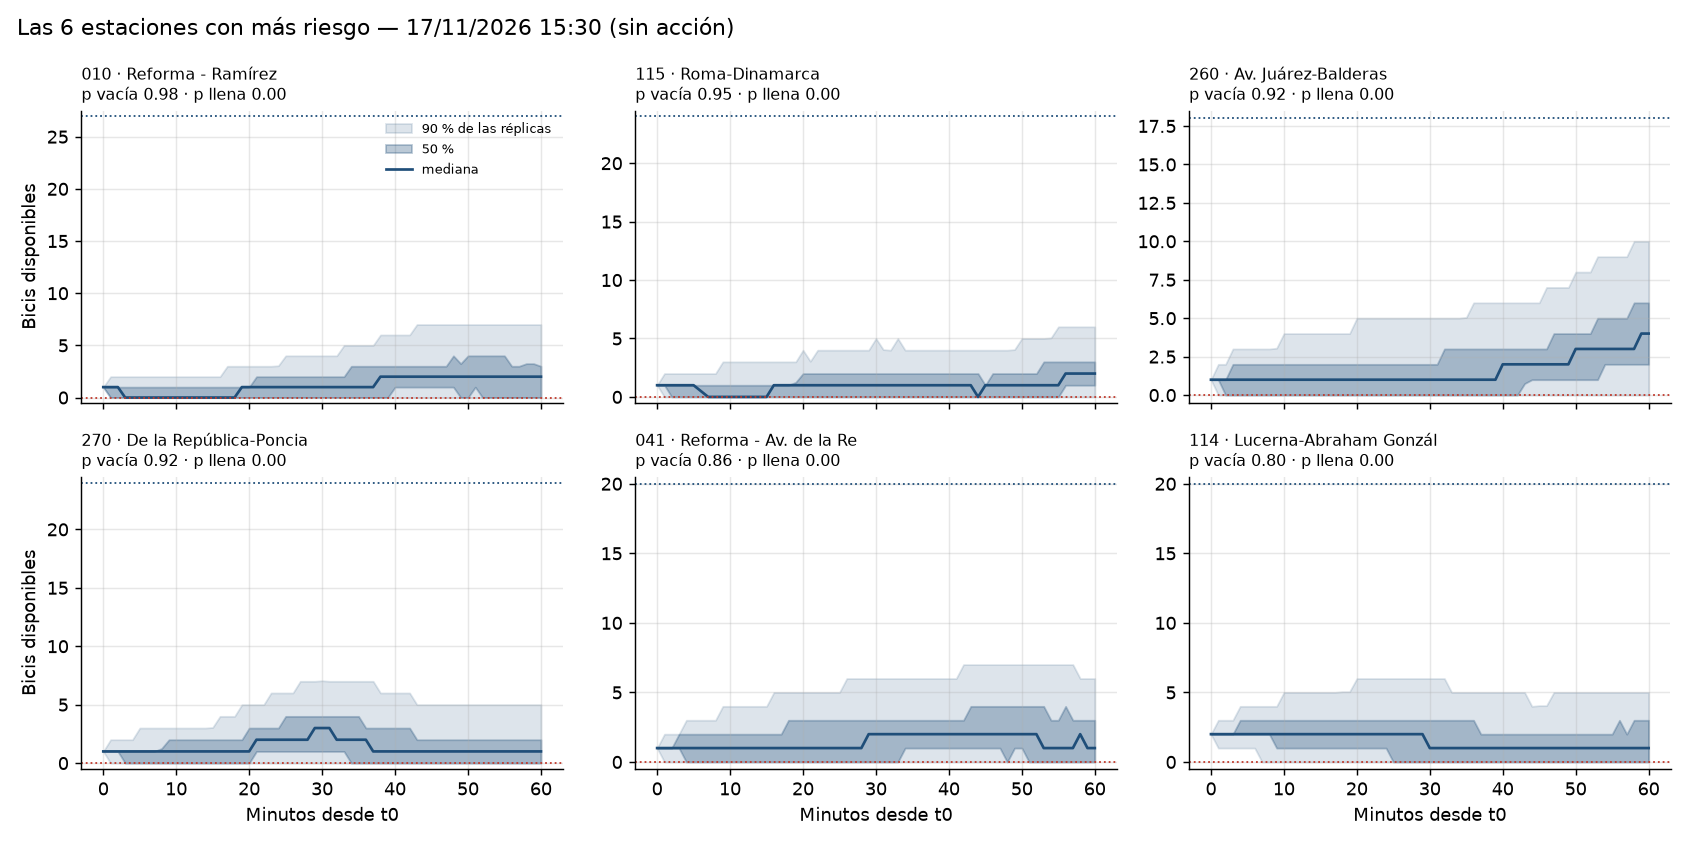 Las 6 estaciones con más riesgo — 17/11/2026 15:30 (sin acción)
010 · Reforma - Ramírez
p vacía 0.98 · p llena 0.00
90 % de las réplicas
50 %
mediana
25
20
15
10
5
0
Bicis disponibles
0
10
20
30
40
50
60
115 · Roma-Dinamarca
p vacía 0.95 · p llena 0.00
20
15
10
5
0
260 · Av. Juárez-Balderas
p vacía 0.92 · p llena 0.00
17.5
15.0
12.5
10.0
7.5
5.0
2.5
0.0
270 · De la República-Poncia
p vacía 0.92 · p llena 0.00
20
15
10
5
0
Bicis disponibles
0 10 20 30 40 50 60
Minutos desde t0
041 · Reforma - Av. de la Re
p vacía 0.86 · p llena 0.00
20
15
10
5
0
0 10 20 30 40 50 60
Minutos desde t0
114 · Lucerna-Abraham Gonzál
p vacía 0.80 · p llena 0.00
20
15
10
5
0
0 10 20 30 40 50 60
Minutos desde t0